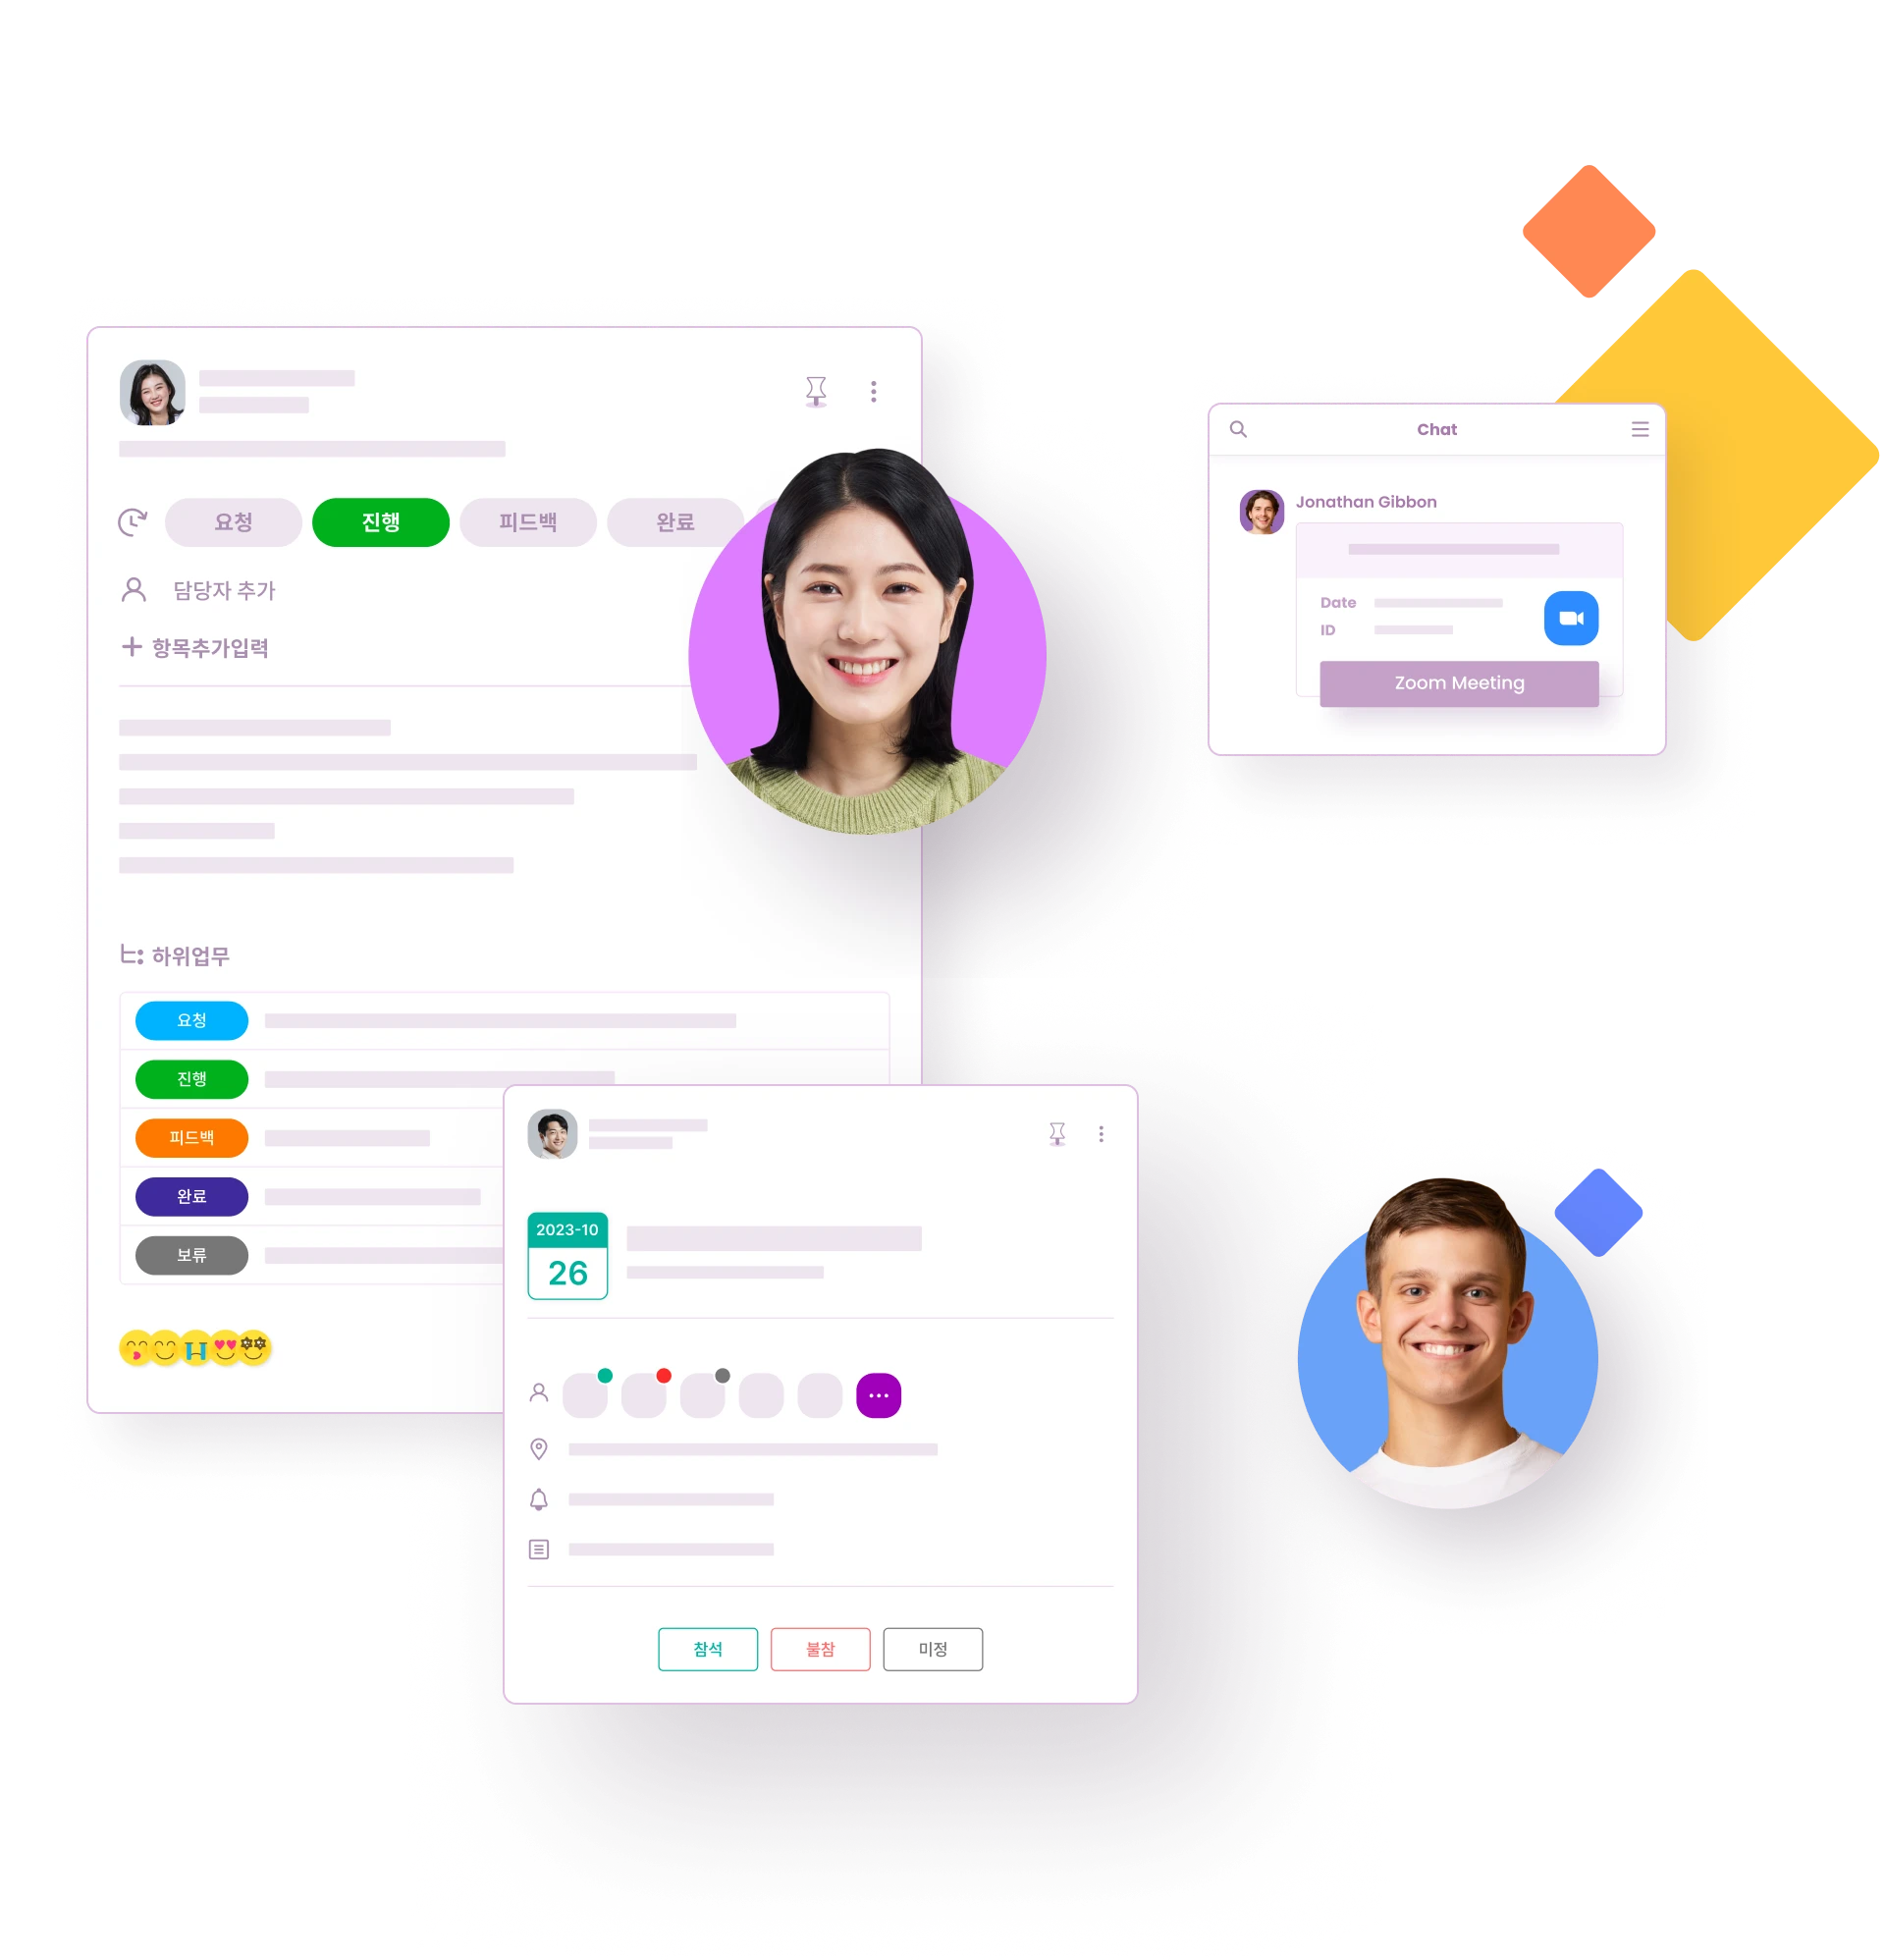 요청
진행
피드백
완료
담당자 추가
항목추가입력
하위업무
요청
진행
피드백
완료
보류
2023-10
26
참석
불참
미정
Chat
Jonathan Gibbon
Date
ID
Zoom Meeting